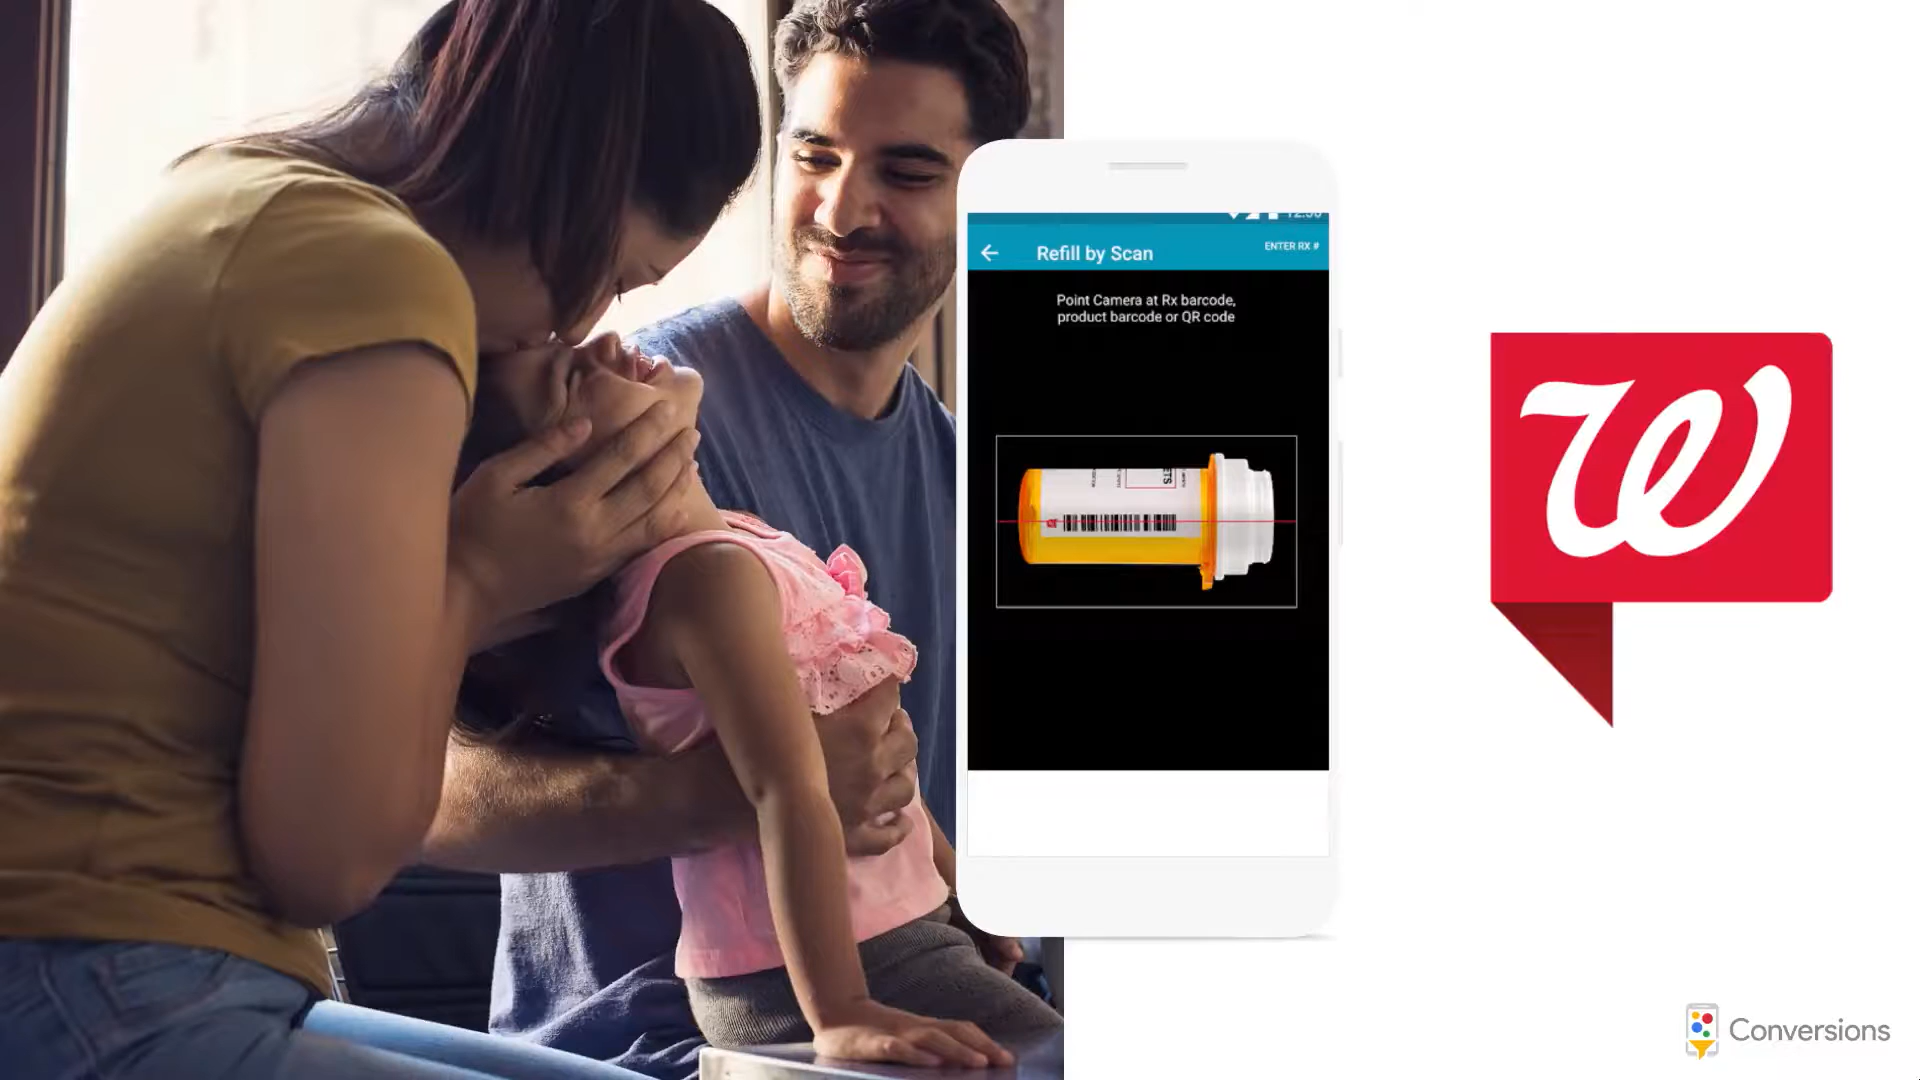 Refill by Scan
ENTER RX #
Point Camera at Rx barcode,
product barcode or QR code
W
Conversions